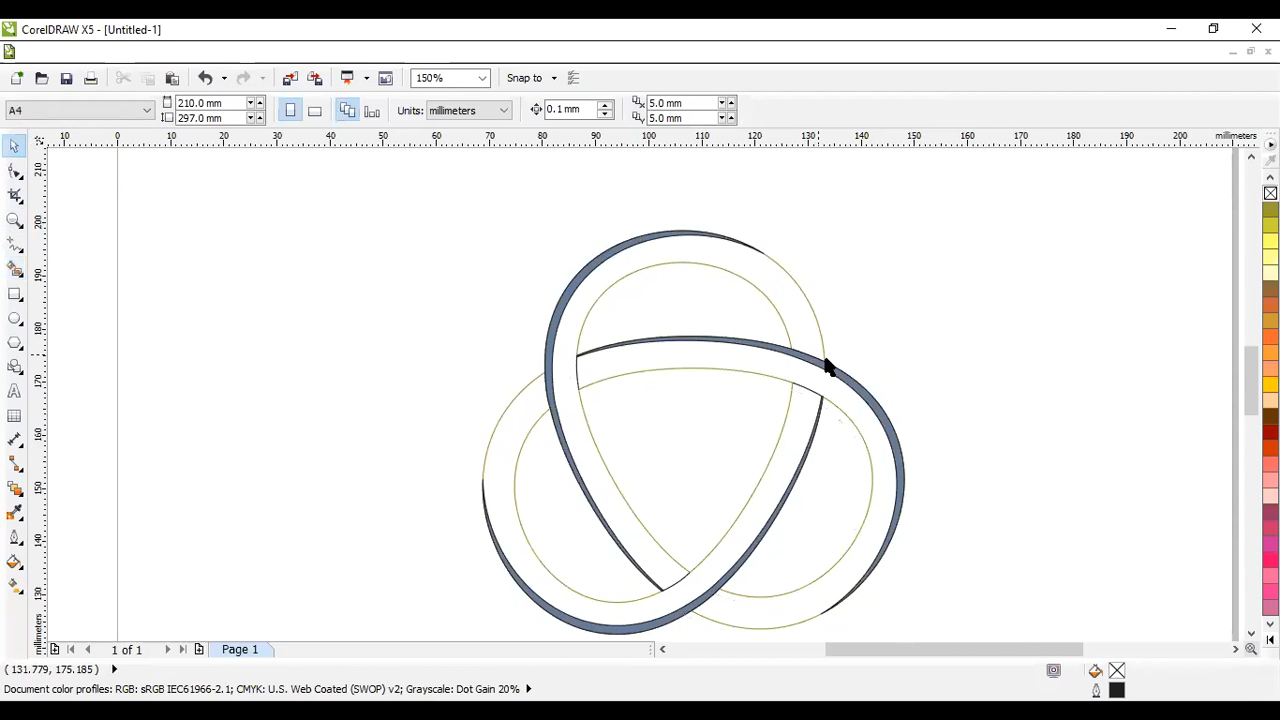 CorelDRAW X5 - [Untitled-1]
150% Snap to
A4 210.0 mm 297.0 mm Units: millimeters 0.1 mm 5.0 mm 5.0 mm
10 0 10 20 30 40 50 60 70 80 90 100 110 120 130 140 150 160 170 180 190 200 millimeters
210
200
190
180
170
160
150
140
130
millimeters
1 of 1 Page 1
( 131.779, 175.185 )
Document color profiles: RGB: sRGB IEC61966-2.1; CMYK: U.S. Web Coated (SWOP) v2; Grayscale: Dot Gain 20%